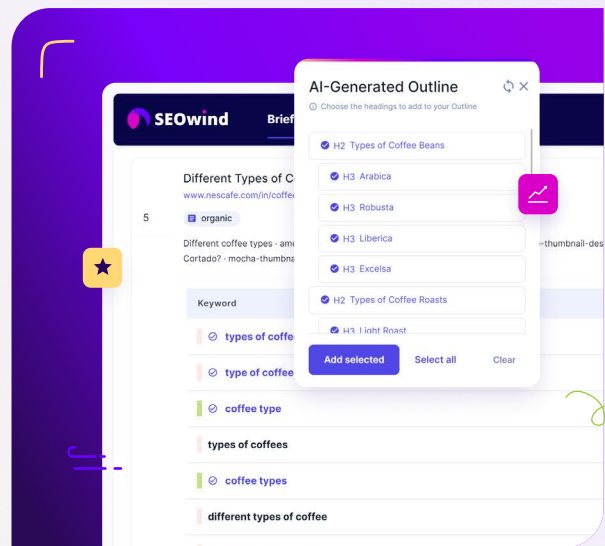 AI-Generated Outline
Choose the headings to add to your Outline
SEOwind
Brief
H2 Types of Coffee Beans
H3 Arabica
H3 Robusta
H3 Liberica
H3 Excelsa
H2 Types of Coffee Roasts
H3 Light Roast
Add selected
Select all
Clear
Different Types of C
www.nescafe.com/in/coffee
5
organic
Different coffee types · ame
-thumbnail-des
Cortado? · mocha-thumbna
Keyword
types of coffe
type of coffee
coffee type
types of coffees
coffee types
different types of coffee